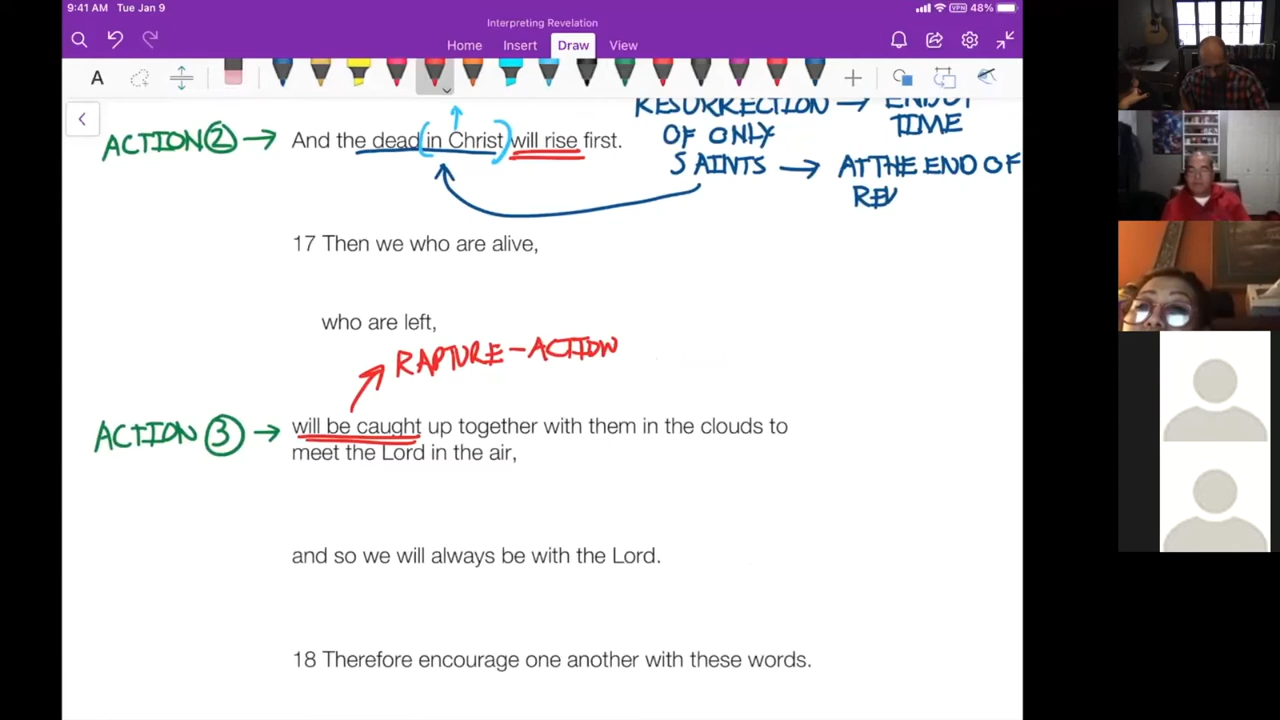 9:41 AM Tue Jan 9
VPN 48%
Interpreting Revelation
Home Insert Draw View
A
RESURRECTION → END OF
OF ONLY TIME
SAINTS → AT THE END OF
REV
ACTION ② → And the dead (in Christ) will rise first.
17 Then we who are alive,
who are left,
RAPTURE - ACTION
ACTION ③ → will be caught up together with them in the clouds to
meet the Lord in the air,
and so we will always be with the Lord.
18 Therefore encourage one another with these words.